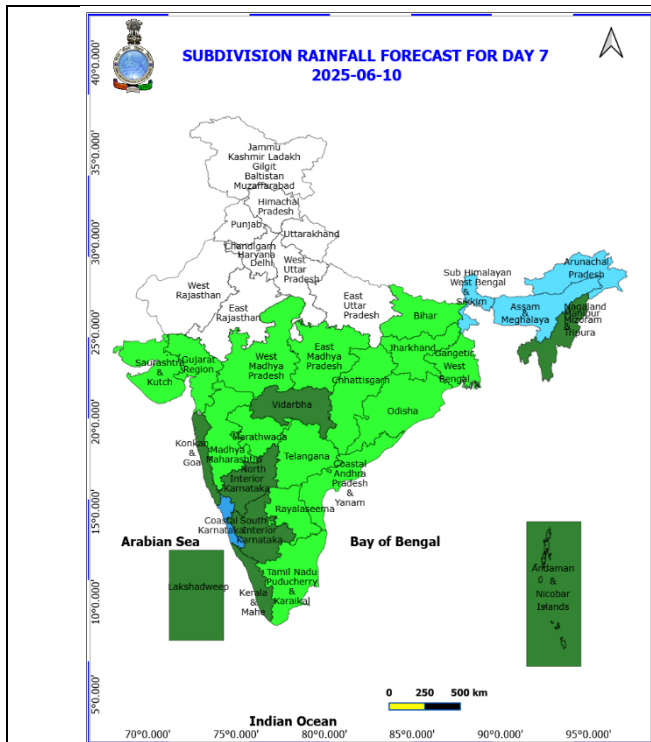 SUBDIVISION RAINFALL FORECAST FOR DAY 7
2025-06-10
40°0.000'
35°0.000'
30°0.000'
25°0.000'
20°0.000'
15°0.000'
10°0.000'
5°0.000'
Jammu
Kashmir Ladakh
Gilgit
Baltistan
Muzaffarabad
Himachal
Pradesh
Punjab
Uttarakhand
Chandigarh
Haryana
Delhi
West
Uttar
Pradesh
West
Rajasthan
East
Rajasthan
East
Uttar
Pradesh
Sub Himalayan
West Bengal
&
Sikkim
Arunachal
Pradesh
Assam
&
Meghalaya
Nagaland
Manipur
Mizoram
&
Tripura
Bihar
Jharkhand
Gangetic
West
Bengal
Saurashtra
&
Kutch
Gujarat
Region
West
Madhya
Pradesh
East
Madhya
Pradesh
Chhattisgarh
Odisha
Vidarbha
Konkan
&
Goa
Marathwada
Madhya
Maharashtra
North
Interior
Karnataka
Telangana
Coastal
Andhra
Pradesh
&
Yanam
Rayalaseema
Coastal
Karnataka
South
Interior
Karnataka
Arabian Sea
Bay of Bengal
Lakshadweep
Kerala
&
Mahe
Tamil Nadu
Puducherry
&
Karaikal
Andaman
&
Nicobar
Islands
0 250 500 km
Indian Ocean
70°0.000' 75°0.000' 80°0.000' 85°0.000' 90°0.000' 95°0.000'